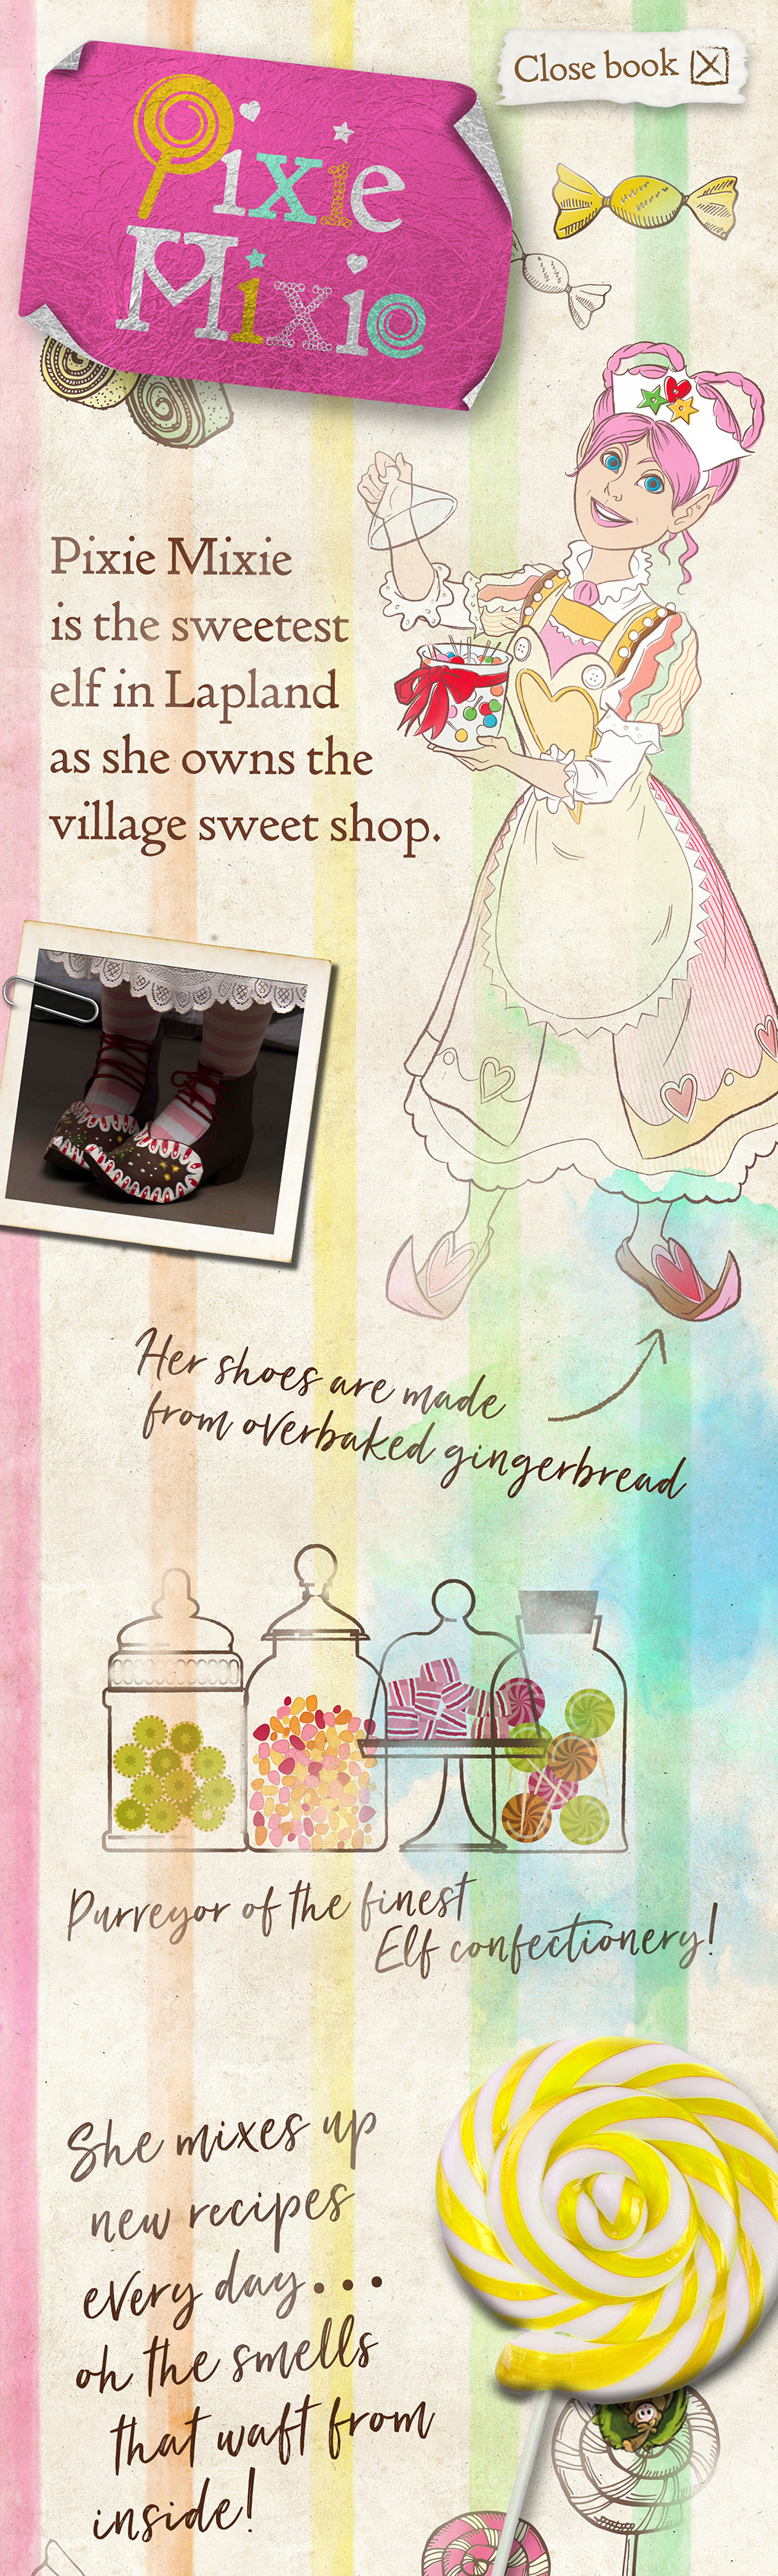 Close book
Pixie
Mixie
Pixie Mixie
is the sweetest
elf in Lapland
as she owns the
village sweet shop.
Her shoes are made
from overbaked gingerbread
Purveyor of the finest
Elf confectionery!
She mixes up
new recipes
every day...
oh the smells
that waft from
inside!